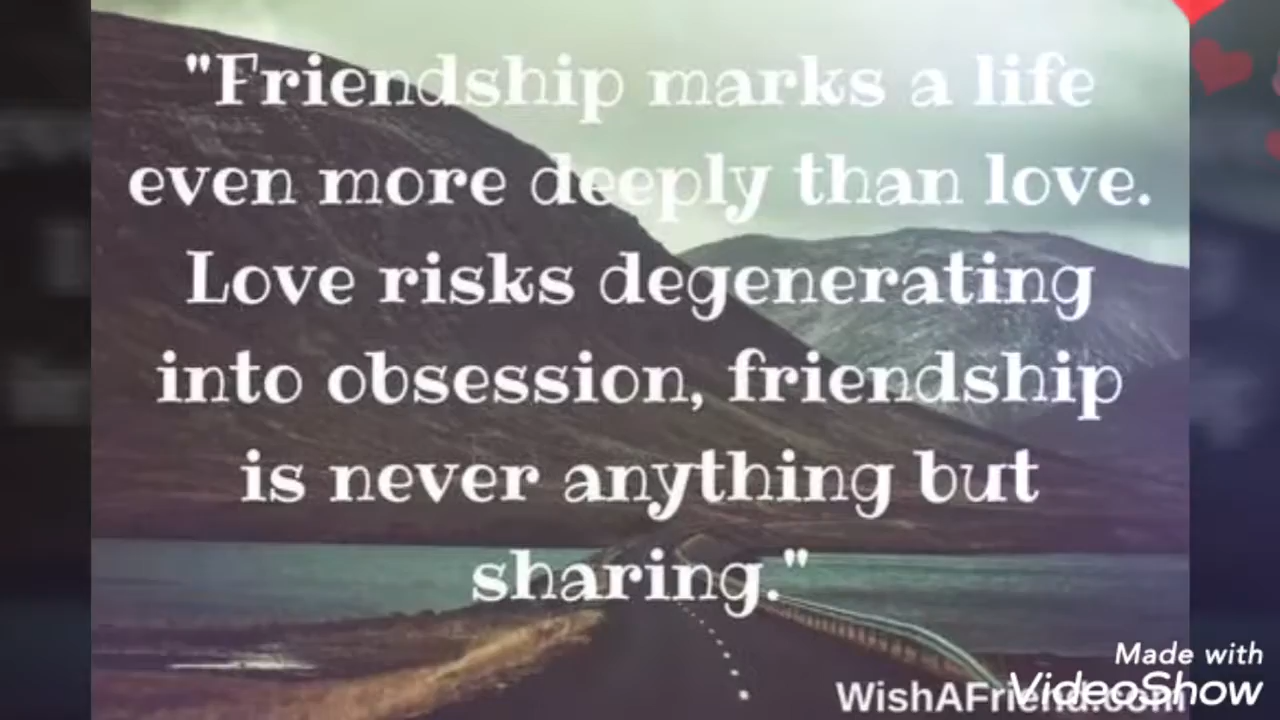 "Friendship marks a life
even more deeply than love.
Love risks degenerating
into obsession, friendship
is never anything but
sharing."
Made with
VideoShow
WishAFriend.com